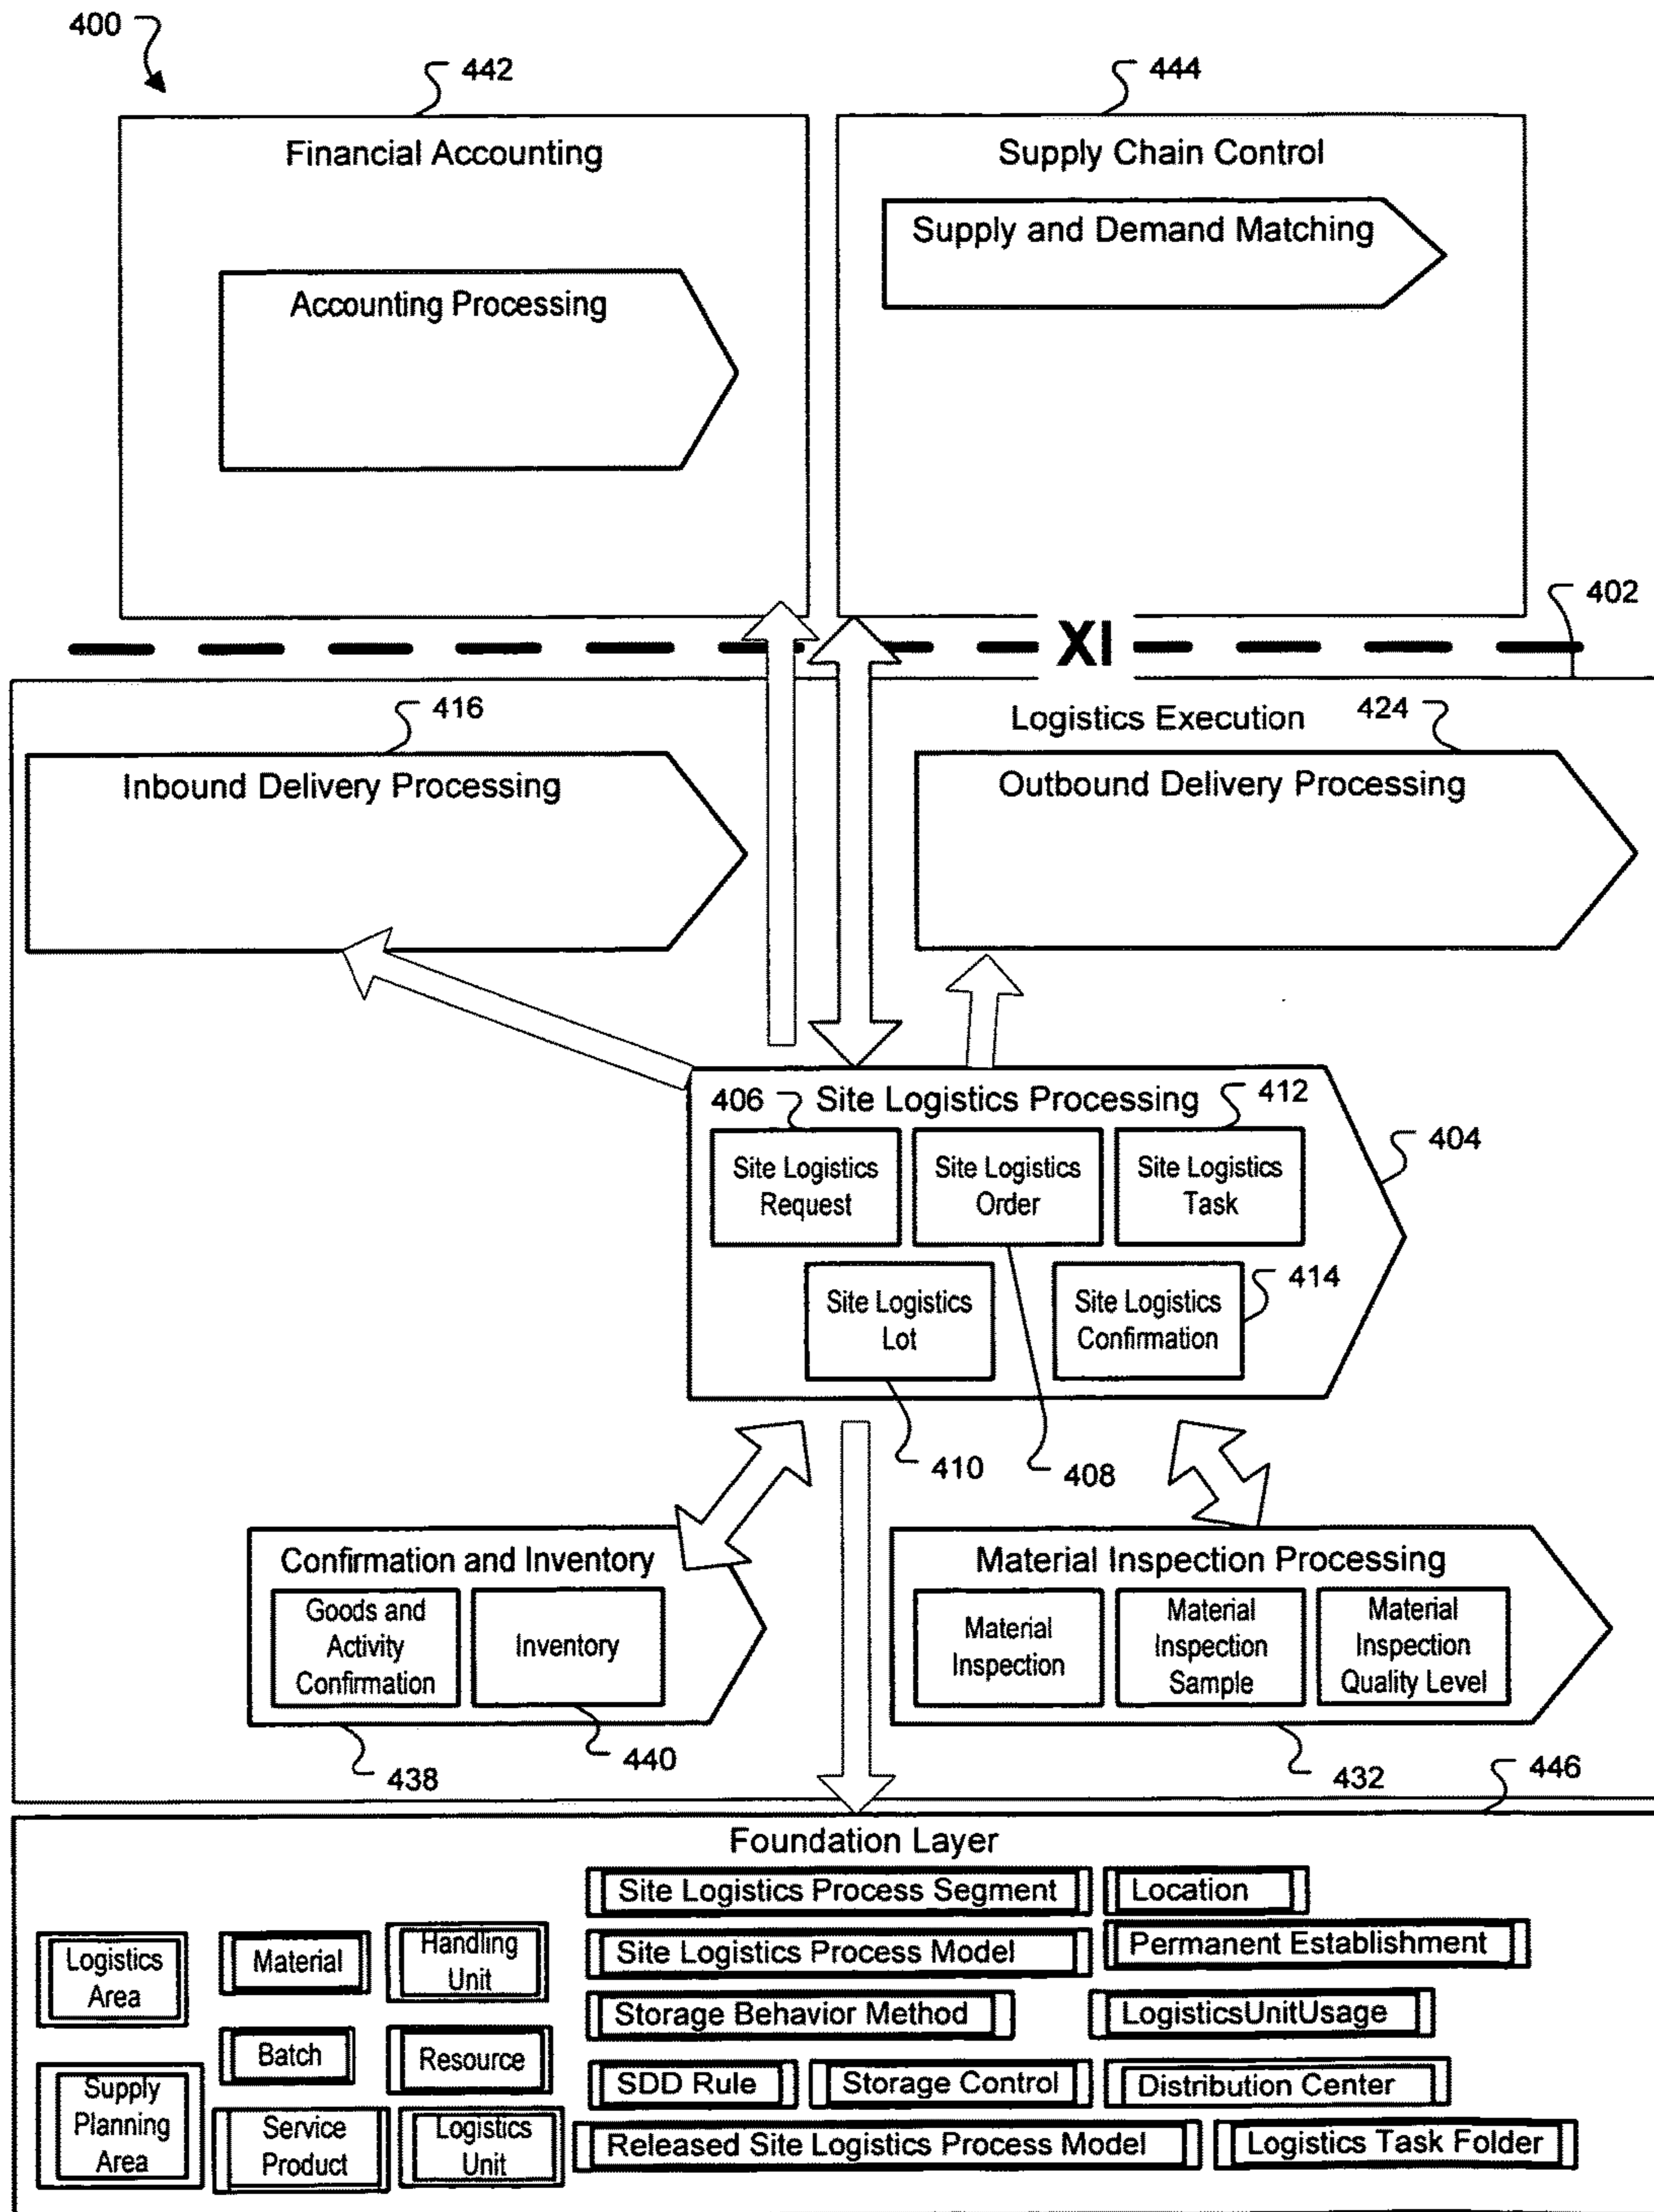 400
442
444
Financial Accounting
Supply Chain Control
Supply and Demand Matching
Accounting Processing
402
XI
416
Logistics Execution
424
Inbound Delivery Processing
Outbound Delivery Processing
406
Site Logistics Processing
412
404
Site Logistics
Request
Site Logistics
Order
Site Logistics
Task
414
Site Logistics
Lot
Site Logistics
Confirmation
410
408
Confirmation and Inventory
Goods and
Activity
Confirmation
Inventory
Material Inspection Processing
Material
Inspection
Material
Inspection
Sample
Material
Inspection
Quality Level
438
440
432
446
Foundation Layer
Logistics
Area
Material
Handling
Unit
Site Logistics Process Segment
Location
Site Logistics Process Model
Permanent Establishment
Storage Behavior Method
LogisticsUnitUsage
Batch
Resource
SDD Rule
Storage Control
Distribution Center
Supply
Planning
Area
Service
Product
Logistics
Unit
Released Site Logistics Process Model
Logistics Task Folder